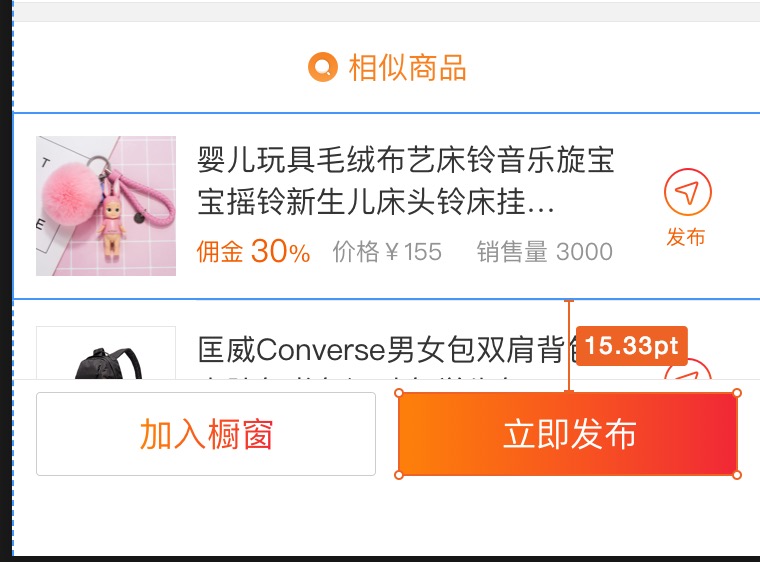 相似商品
婴儿玩具毛绒布艺床铃音乐旋宝
宝摇铃新生儿床头铃床挂...
佣金 30% 价格 ¥ 155 销售量 3000
发布
匡威Converse男女包双肩背包
15.33pt
加入橱窗
立即发布